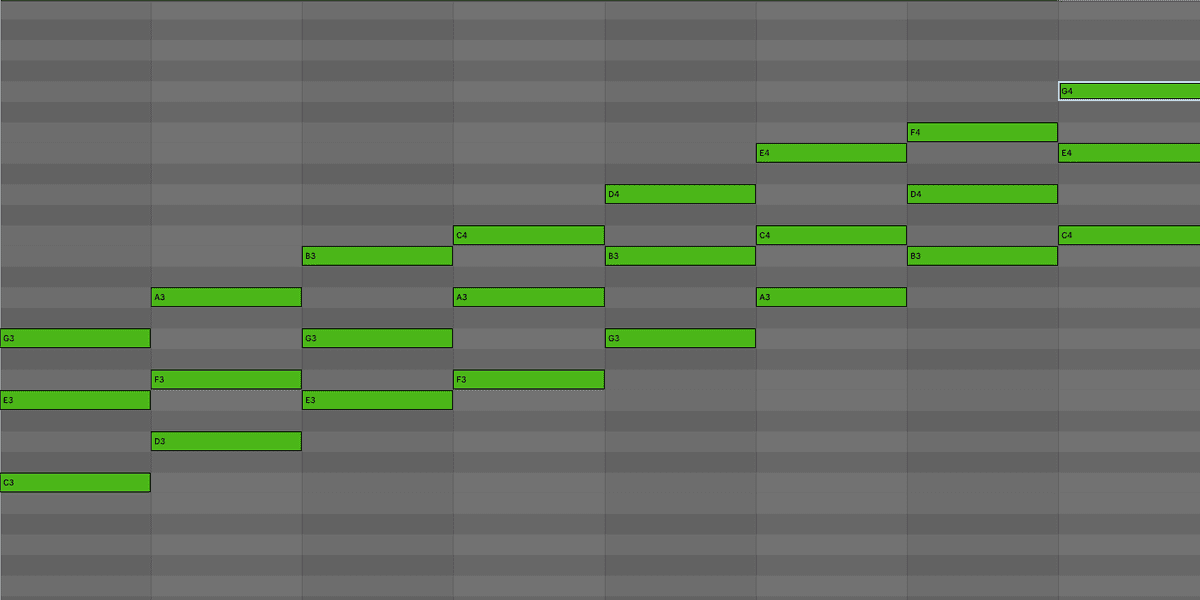 G4
F4
E4 E4
D4 D4
C4 C4 C4
B3 B3 B3
A3 A3 A3
G3 G3 G3
F3 F3
E3 E3
D3
C3